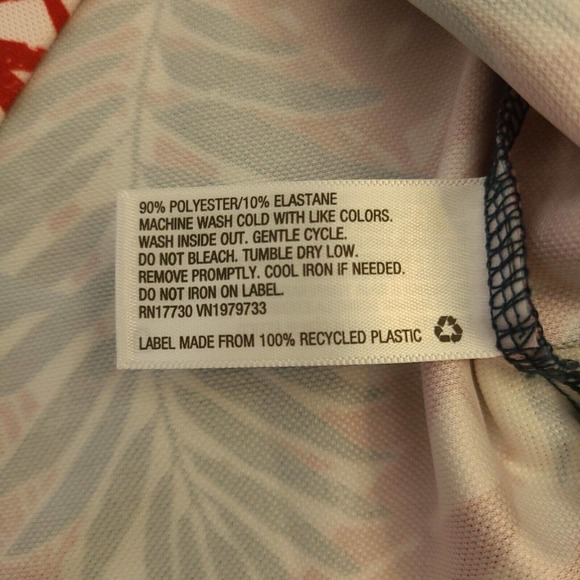 90% POLYESTER/10% ELASTANE
MACHINE WASH COLD WITH LIKE COLORS.
WASH INSIDE OUT. GENTLE CYCLE.
DO NOT BLEACH. TUMBLE DRY LOW.
REMOVE PROMPTLY. COOL IRON IF NEEDED.
DO NOT IRON ON LABEL.
RN17730 VN1979733
LABEL MADE FROM 100% RECYCLED PLASTIC